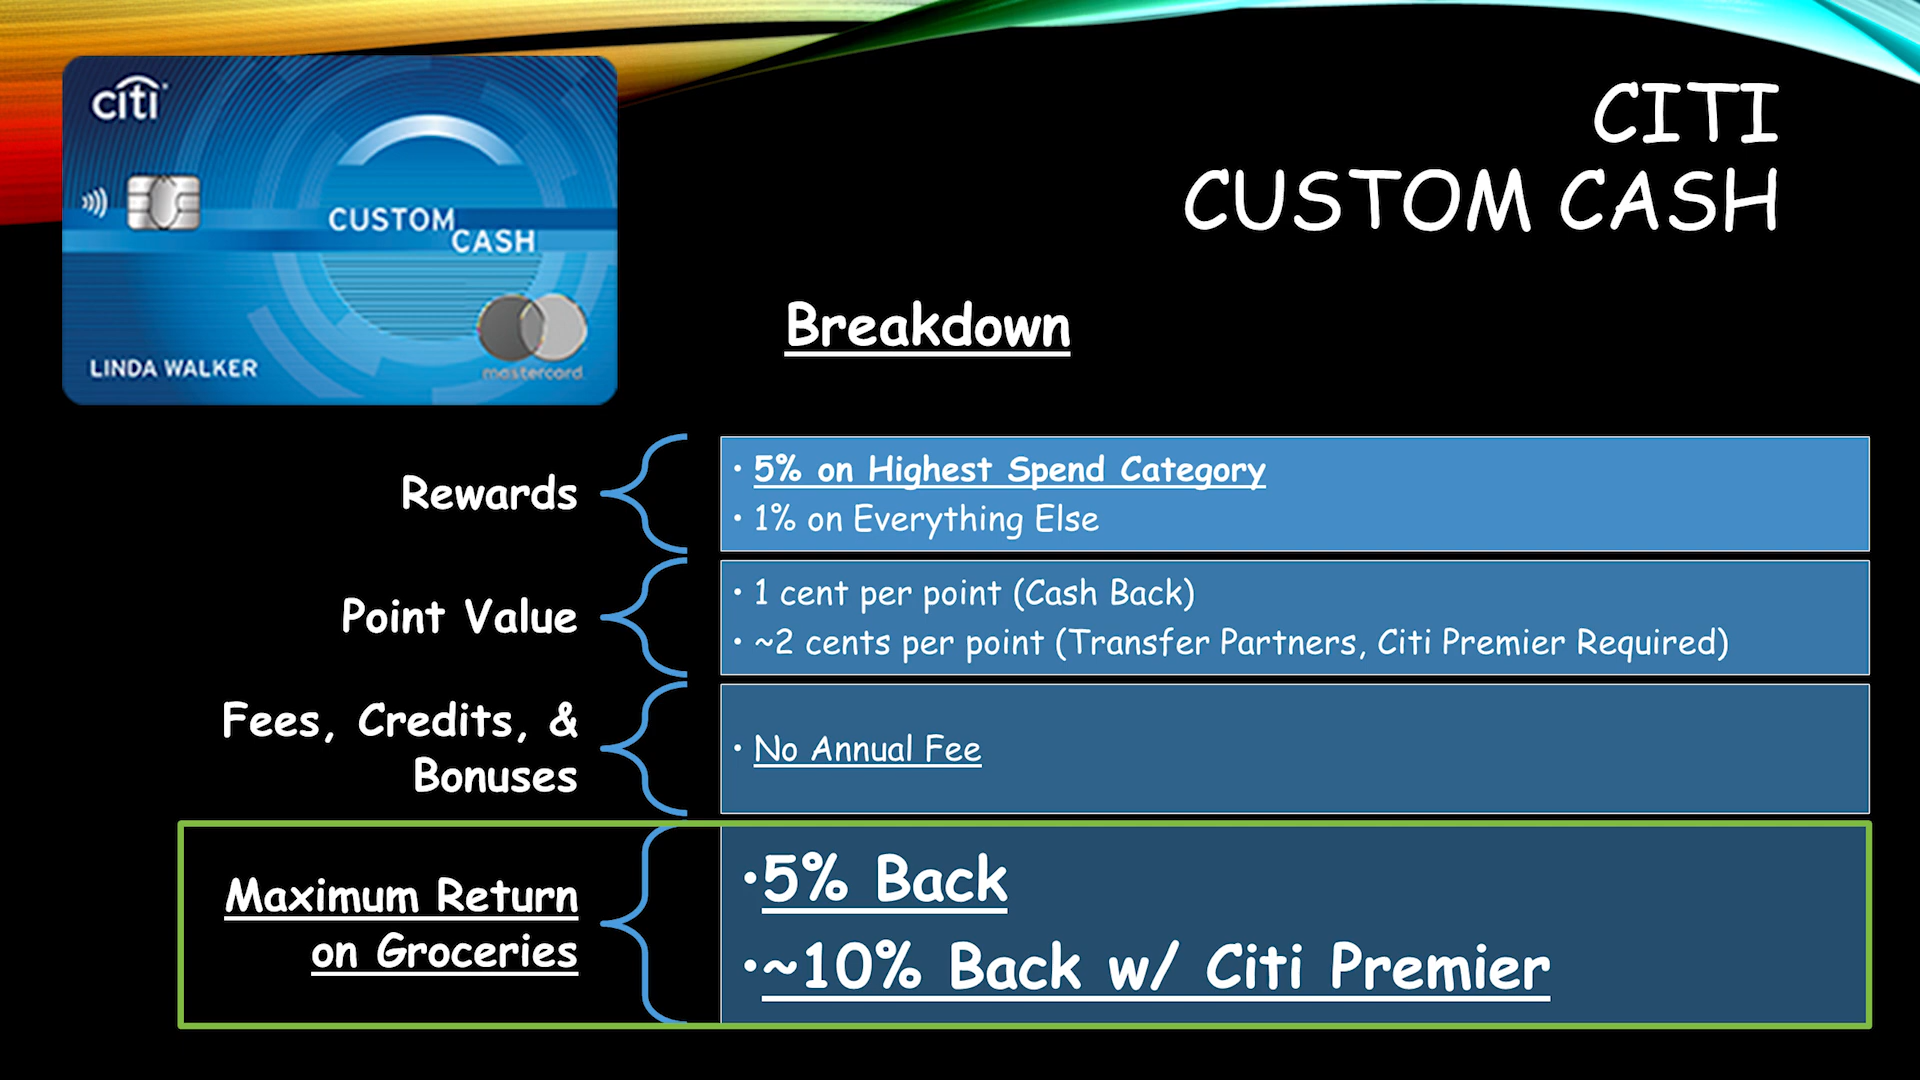 citi
CUSTOM
CASH
LINDA WALKER
mastercard.
CITI
CUSTOM CASH
Breakdown
Rewards
• 5% on Highest Spend Category
• 1% on Everything Else
Point Value
• 1 cent per point (Cash Back)
• ~2 cents per point (Transfer Partners, Citi Premier Required)
Fees, Credits, &
Bonuses
• No Annual Fee
Maximum Return
on Groceries
•5% Back
•~10% Back w/ Citi Premier